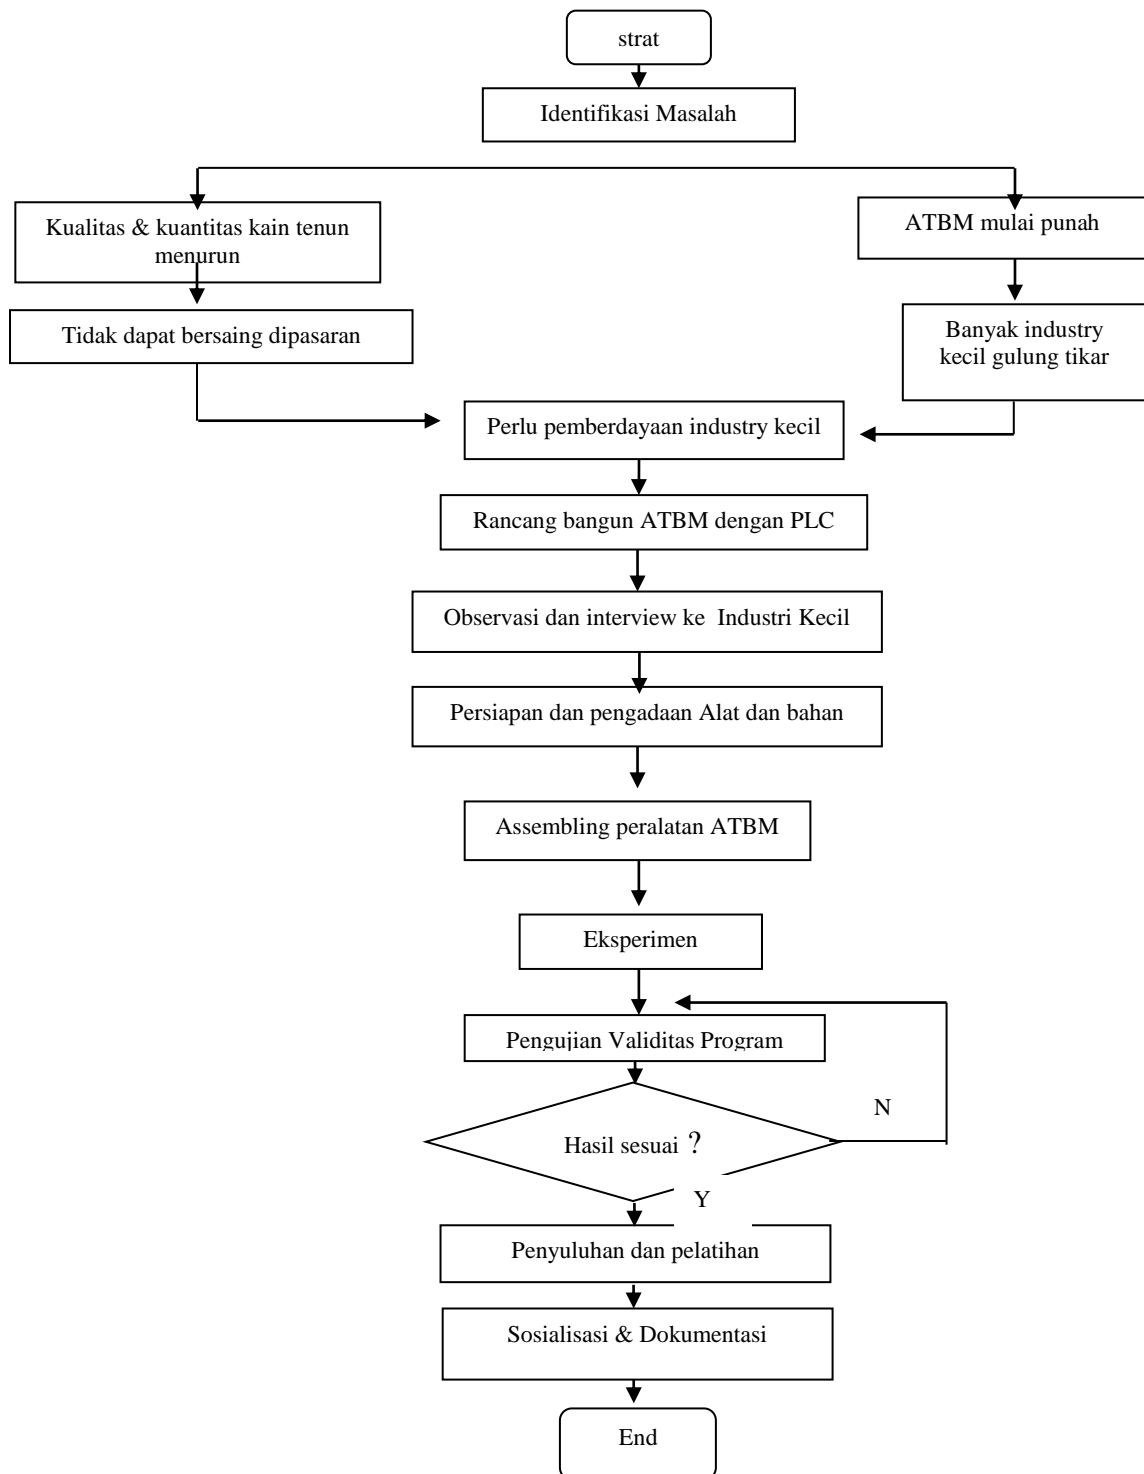 strat
Identifikasi Masalah
Kualitas & kuantitas kain tenun
menurun
ATBM mulai punah
Tidak dapat bersaing dipasaran
Banyak industry
kecil gulung tikar
Perlu pemberdayaan industry kecil
Rancang bangun ATBM dengan PLC
Observasi dan interview ke Industri Kecil
Persiapan dan pengadaan Alat dan bahan
Assembling peralatan ATBM
Eksperimen
Pengujian Validitas Program
N
Hasil sesuai ?
Y
Penyuluhan dan pelatihan
Sosialisasi & Dokumentasi
End